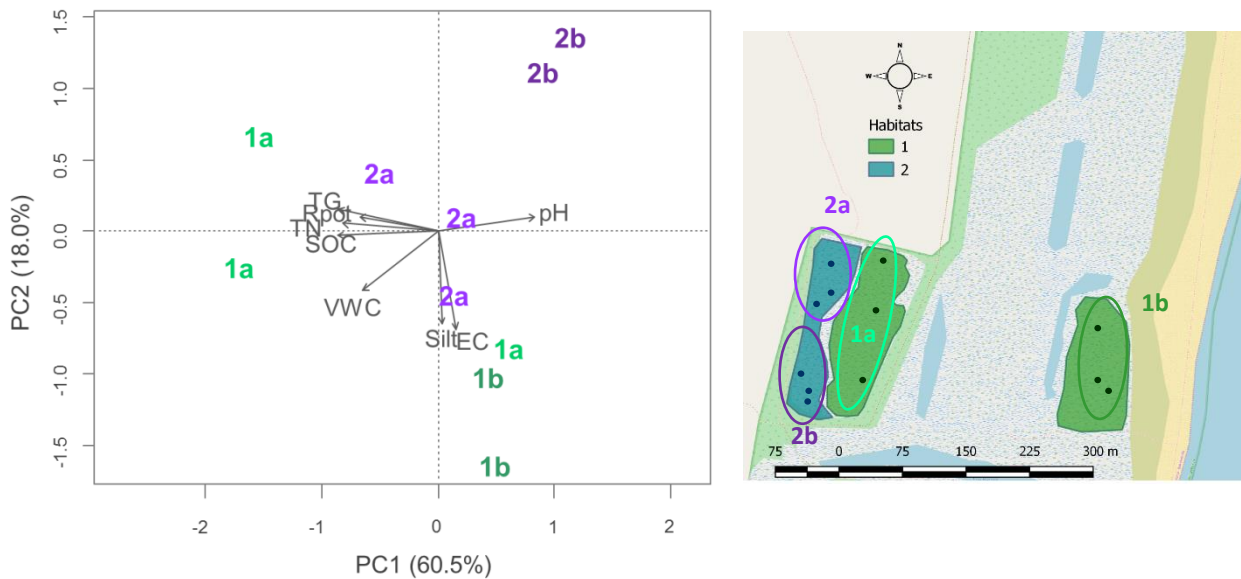 1.5
1.0
0.5
0.0
-0.5
-1.0
-1.5
PC2 (18.0%)
2b
2b
1a
2a
TG
Rpot
TN
SOC
2a
pH
1a
VWC
2a
Silt
EC
1a
1b
1b
-2
-1
0
1
2
PC1 (60.5%)
N
W
E
S
Habitats
1
2
2a
1a
1b
2b
75
0
75
150
225
300 m